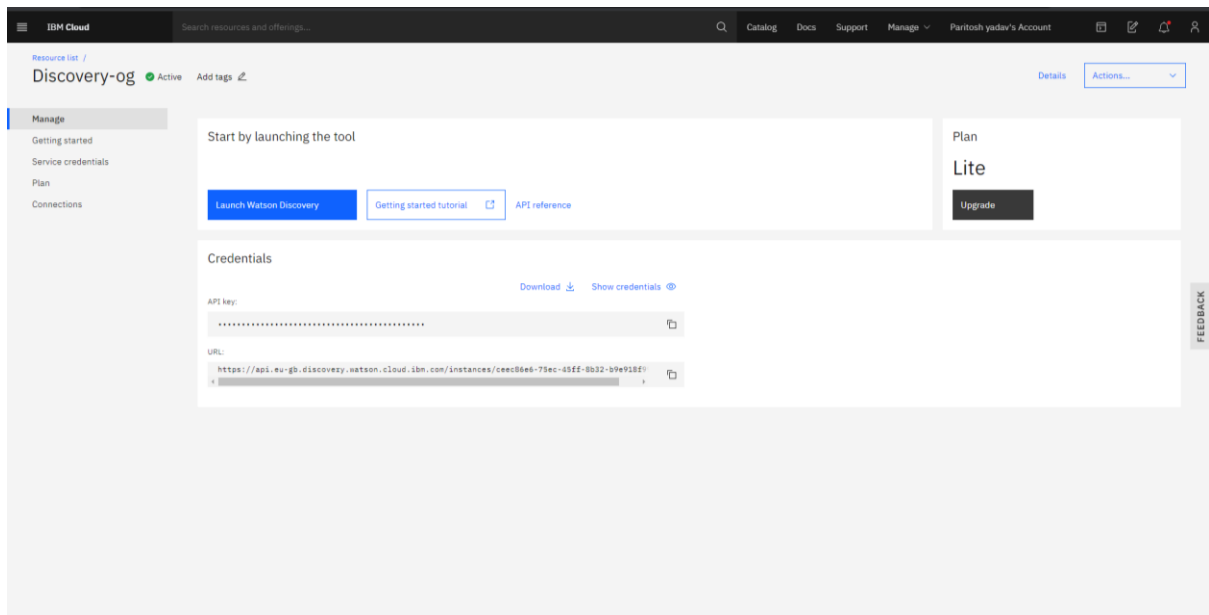 IBM Cloud
Search resources and offerings...
Catalog
Docs
Support
Manage
Paritosh yadav's Account
Resource list /
Discovery-og
Active
Add tags
Details
Actions...
Manage
Getting started
Service credentials
Plan
Connections
Start by launching the tool
Launch Watson Discovery
Getting started tutorial
API reference
Plan
Lite
Upgrade
Credentials
Download
Show credentials
API key:
URL:
https://api.eu-gb.discovery.watson.cloud.ibm.com/instances/ceec86e6-75ec-45ff-8b32-b9e918f9
FEEDBACK